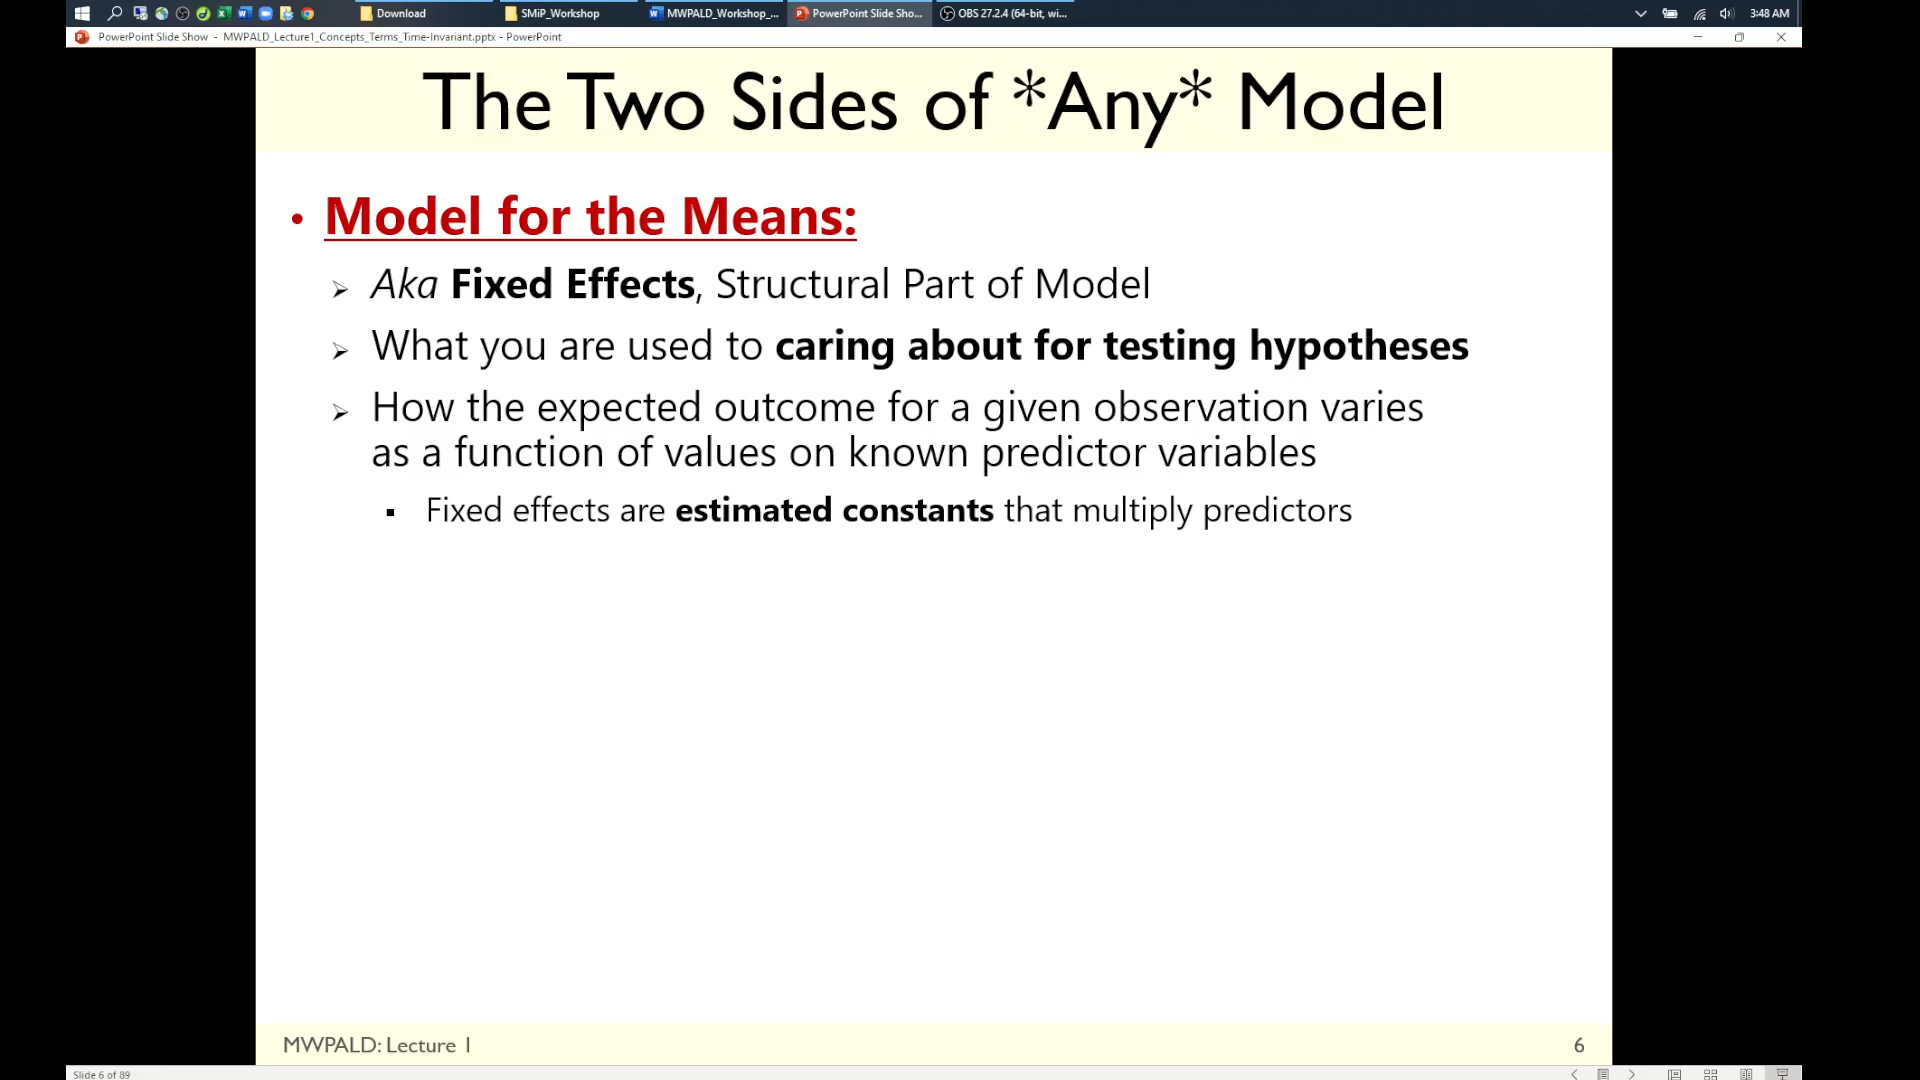 Download
SMiP_Workshop
MWPALD_Workshop_...
PowerPoint Slide Sho...
OBS 27.2.4 (64-bit, wi...
3:48 AM
PowerPoint Slide Show - MWPALD_Lecture1_Concepts_Terms_Time-Invariant.pptx - PowerPoint
The Two Sides of *Any* Model
• Model for the Means:
➢ Aka Fixed Effects, Structural Part of Model
➢ What you are used to caring about for testing hypotheses
➢ How the expected outcome for a given observation varies
as a function of values on known predictor variables
▪ Fixed effects are estimated constants that multiply predictors
MWPALD: Lecture 1
6
Slide 6 of 89